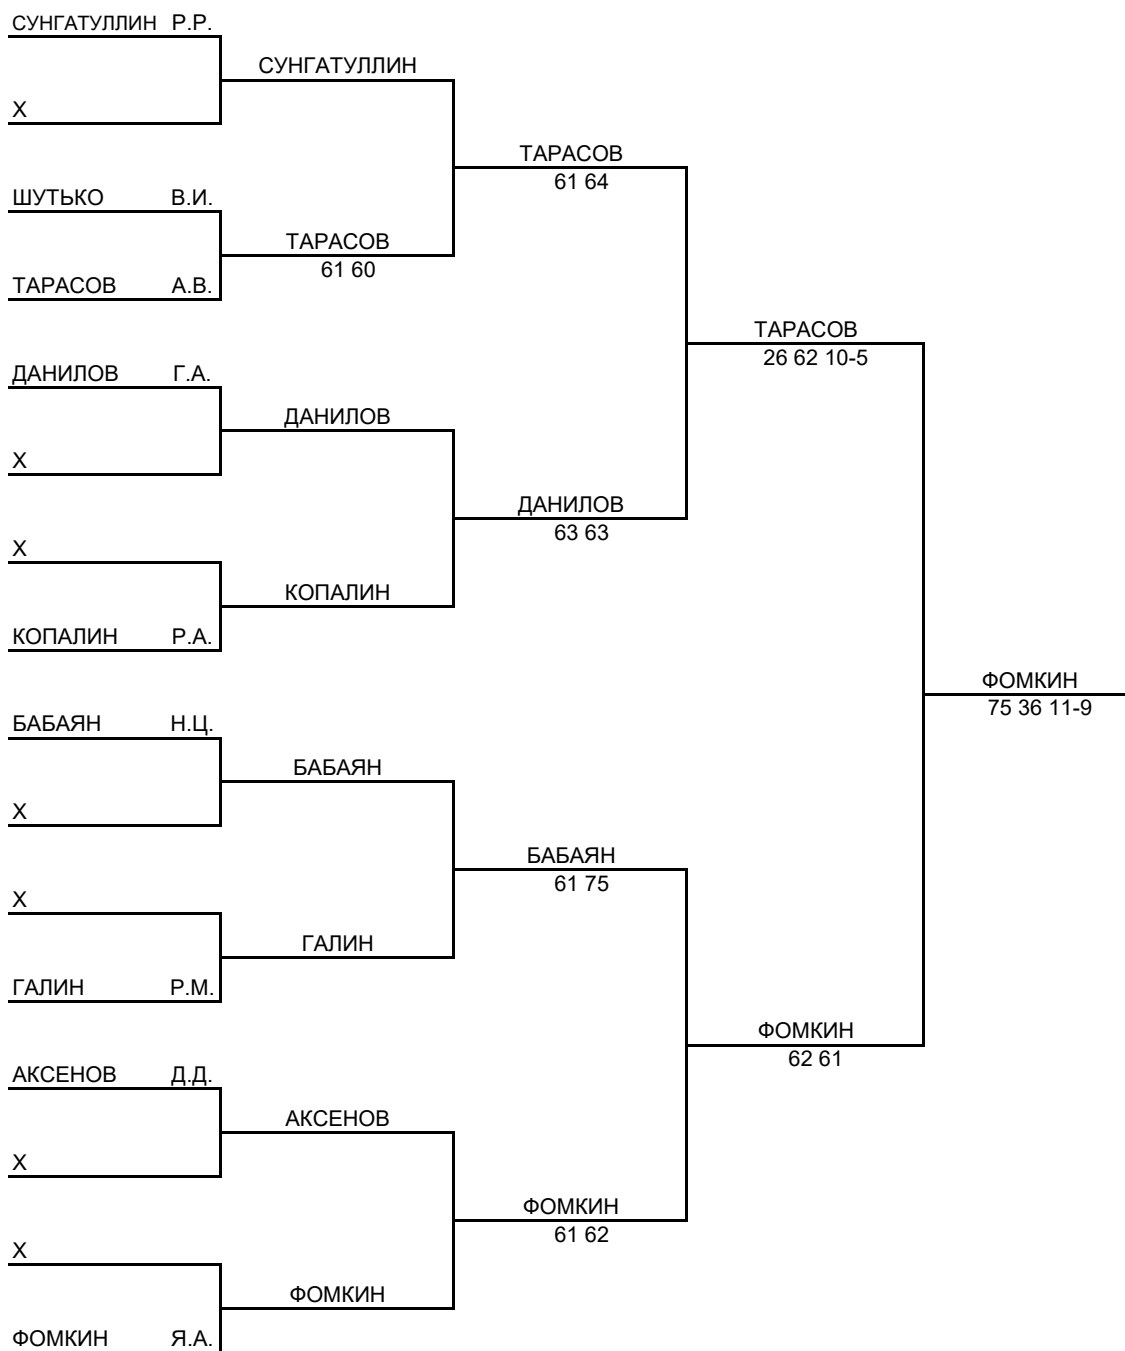 СУНГАТУЛЛИН Р.Р.
СУНГАТУЛЛИН
Х
ТАРАСОВ
61 64
ШУТЬКО В.И.
ТАРАСОВ
61 60
ТАРАСОВ А.В.
ТАРАСОВ
26 62 10-5
ДАНИЛОВ Г.А.
ДАНИЛОВ
Х
ДАНИЛОВ
63 63
Х
КОПАЛИН
КОПАЛИН Р.А.
ФОМКИН
75 36 11-9
БАБАЯН Н.Ц.
БАБАЯН
Х
БАБАЯН
61 75
Х
ГАЛИН
ГАЛИН Р.М.
ФОМКИН
62 61
АКСЕНОВ Д.Д.
АКСЕНОВ
Х
ФОМКИН
61 62
Х
ФОМКИН
ФОМКИН Я.А.